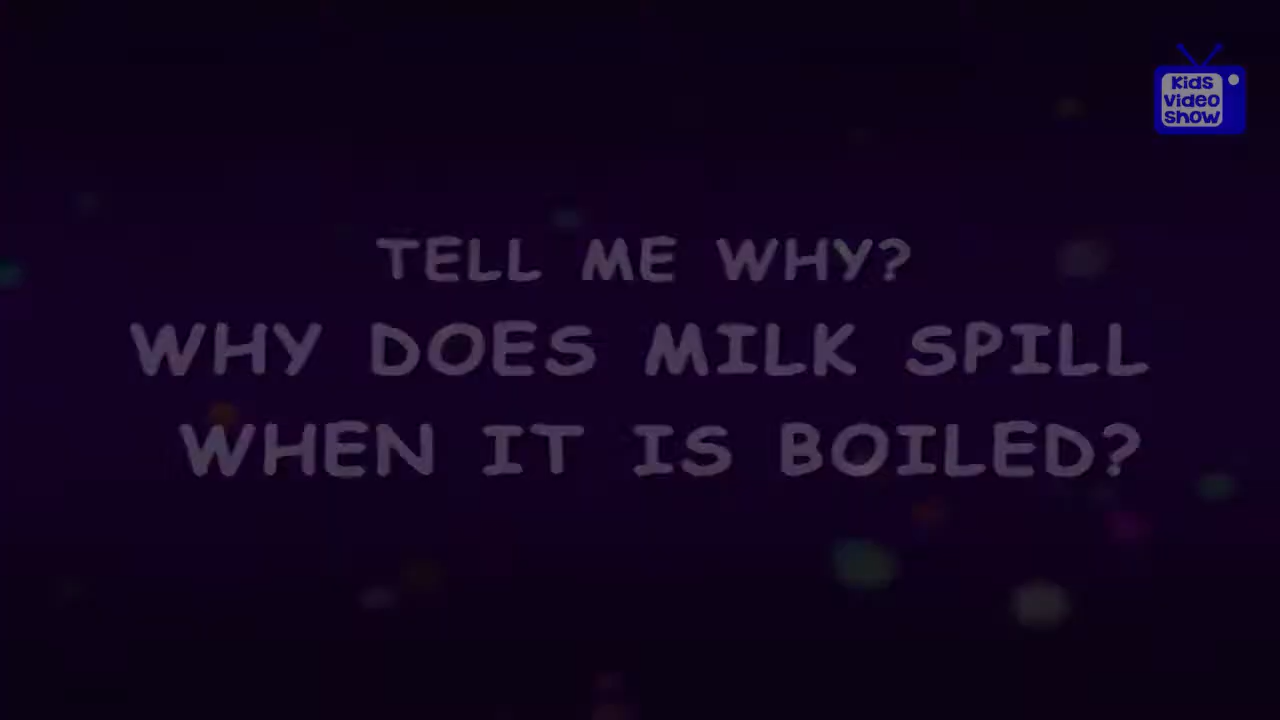 Kids
Video
Show
TELL ME WHY?
WHY DOES MILK SPILL
WHEN IT IS BOILED?